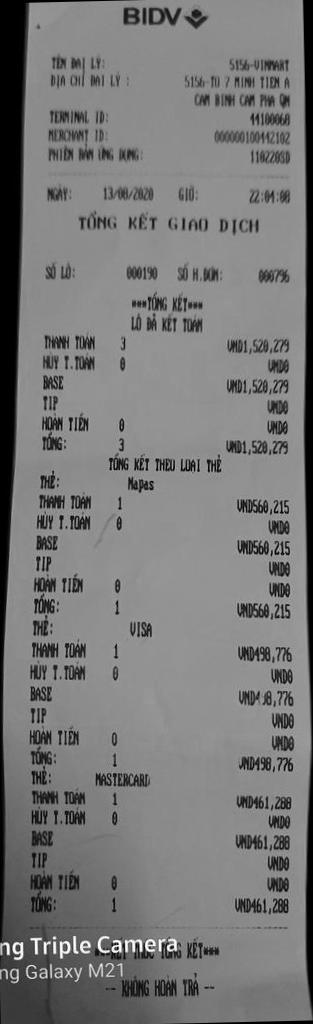 BIDV
TÊN ĐẠI LÝ: 5156-VINMART
ĐỊA CHỈ ĐẠI LÝ : 5156-TO 7 MINH TIEN A
CAM BINH CAM PHA QN
TERMINAL ID: 44100068
MERCHANT ID: 000000100442102
PHIÊN BẢN ỨNG DỤNG: 110220SD
NGÀY: 13/08/2020 GIỜ: 22:04:08
TỔNG KẾT GIAO DỊCH
SỐ LÔ: 000190 SỐ H.ĐƠN: 000796
***TỔNG KẾT***
LÔ ĐÃ KẾT TOÁN
THANH TOÁN 3 VND1,520,279
HỦY T.TOÁN 0 VND0
BASE VND1,520,279
TIP VND0
HOÀN TIỀN 0 VND0
TỔNG: 3 VND1,520,279
TỔNG KẾT THEO LOẠI THẺ
THẺ: Napas
THANH TOÁN 1 VND560,215
HỦY T.TOÁN 0 VND0
BASE VND560,215
TIP VND0
HOÀN TIỀN 0 VND0
TỔNG: 1 VND560,215
THẺ: VISA
THANH TOÁN 1 VND498,776
HỦY T.TOÁN 0 VND0
BASE VND498,776
TIP VND0
HOÀN TIỀN 0 VND0
TỔNG: 1 VND498,776
THẺ: MASTERCARD
THANH TOÁN 1 VND461,288
HỦY T.TOÁN 0 VND0
BASE VND461,288
TIP VND0
HOÀN TIỀN 0 VND0
TỔNG: 1 VND461,288
***KẾT THÚC TỔNG KẾT***
ng Triple Camera
ng Galaxy M21
-- KHÔNG HOÀN TRẢ --